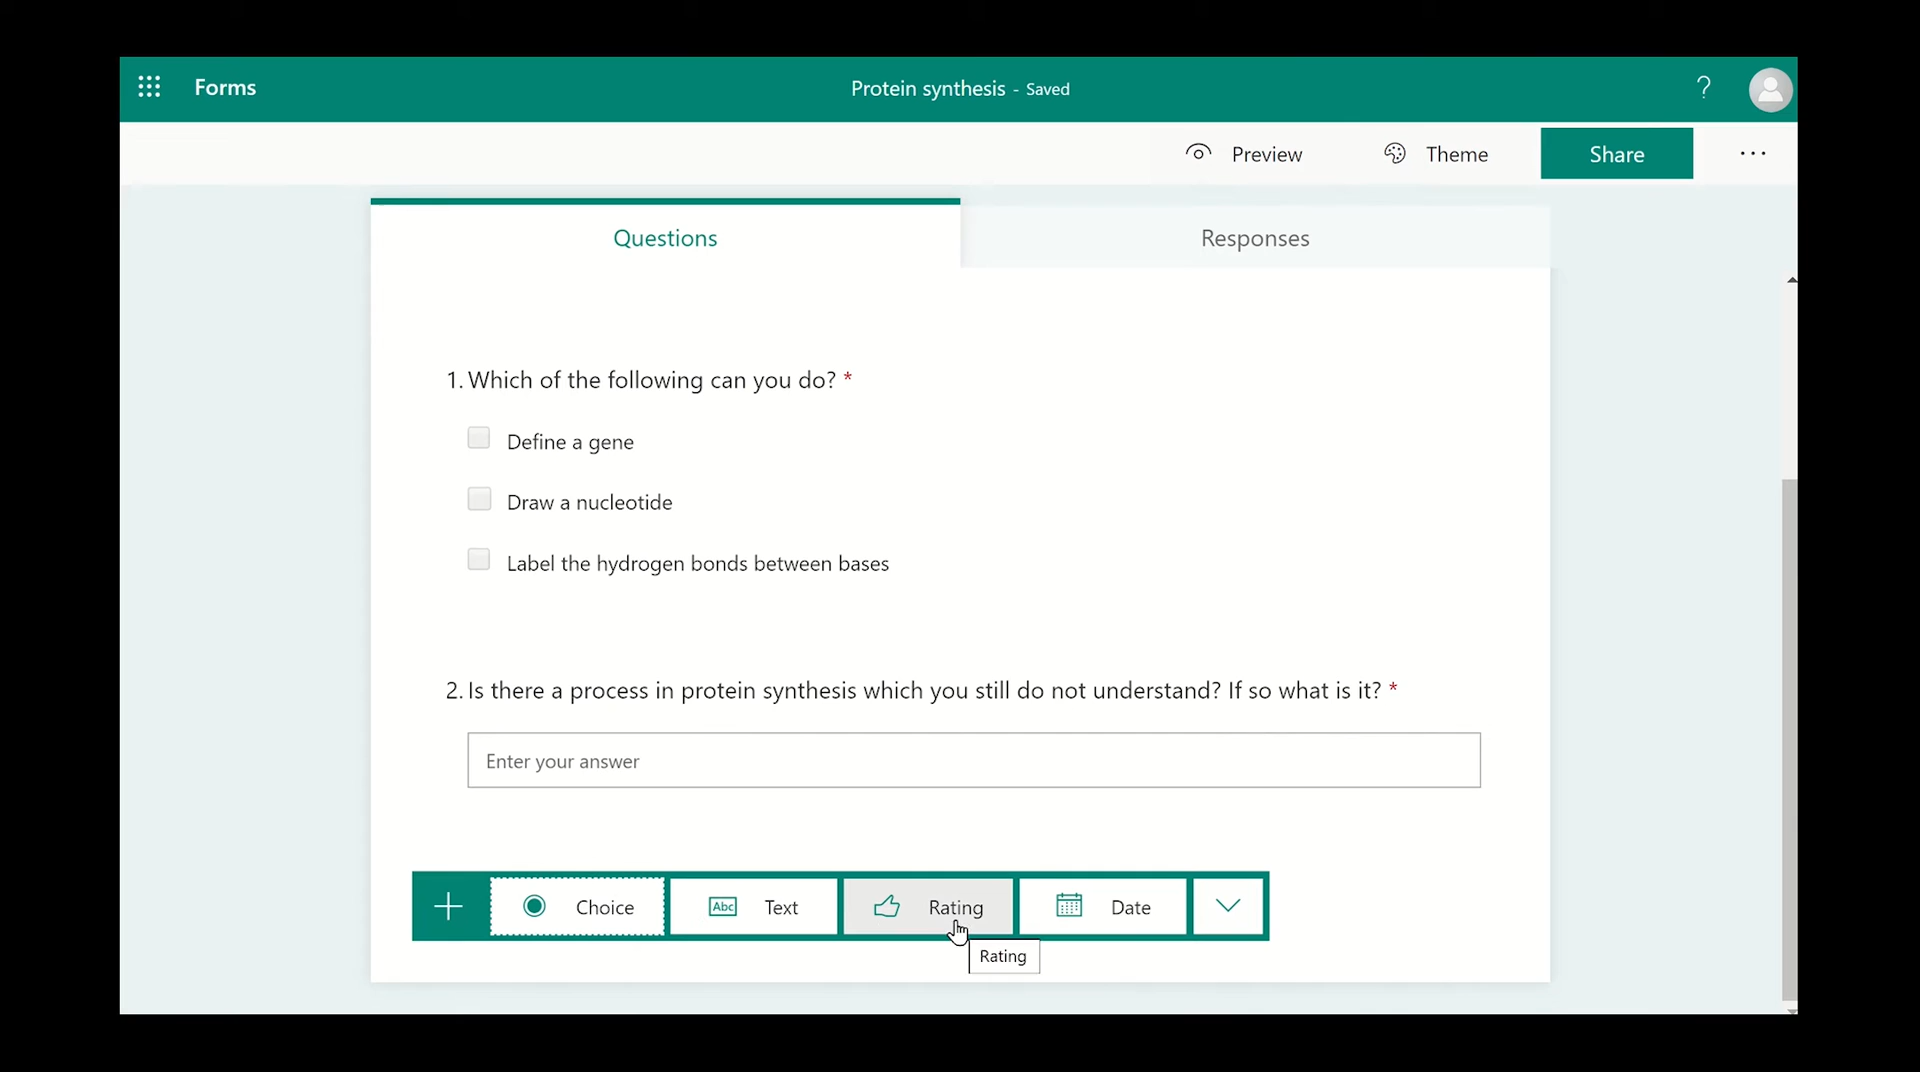 Forms
Protein synthesis - Saved
?
Preview
Theme
Share
...
Questions
Responses
1. Which of the following can you do? *
Define a gene
Draw a nucleotide
Label the hydrogen bonds between bases
2. Is there a process in protein synthesis which you still do not understand? If so what is it? *
Enter your answer
Choice
Abc Text
Rating
Date
Rating